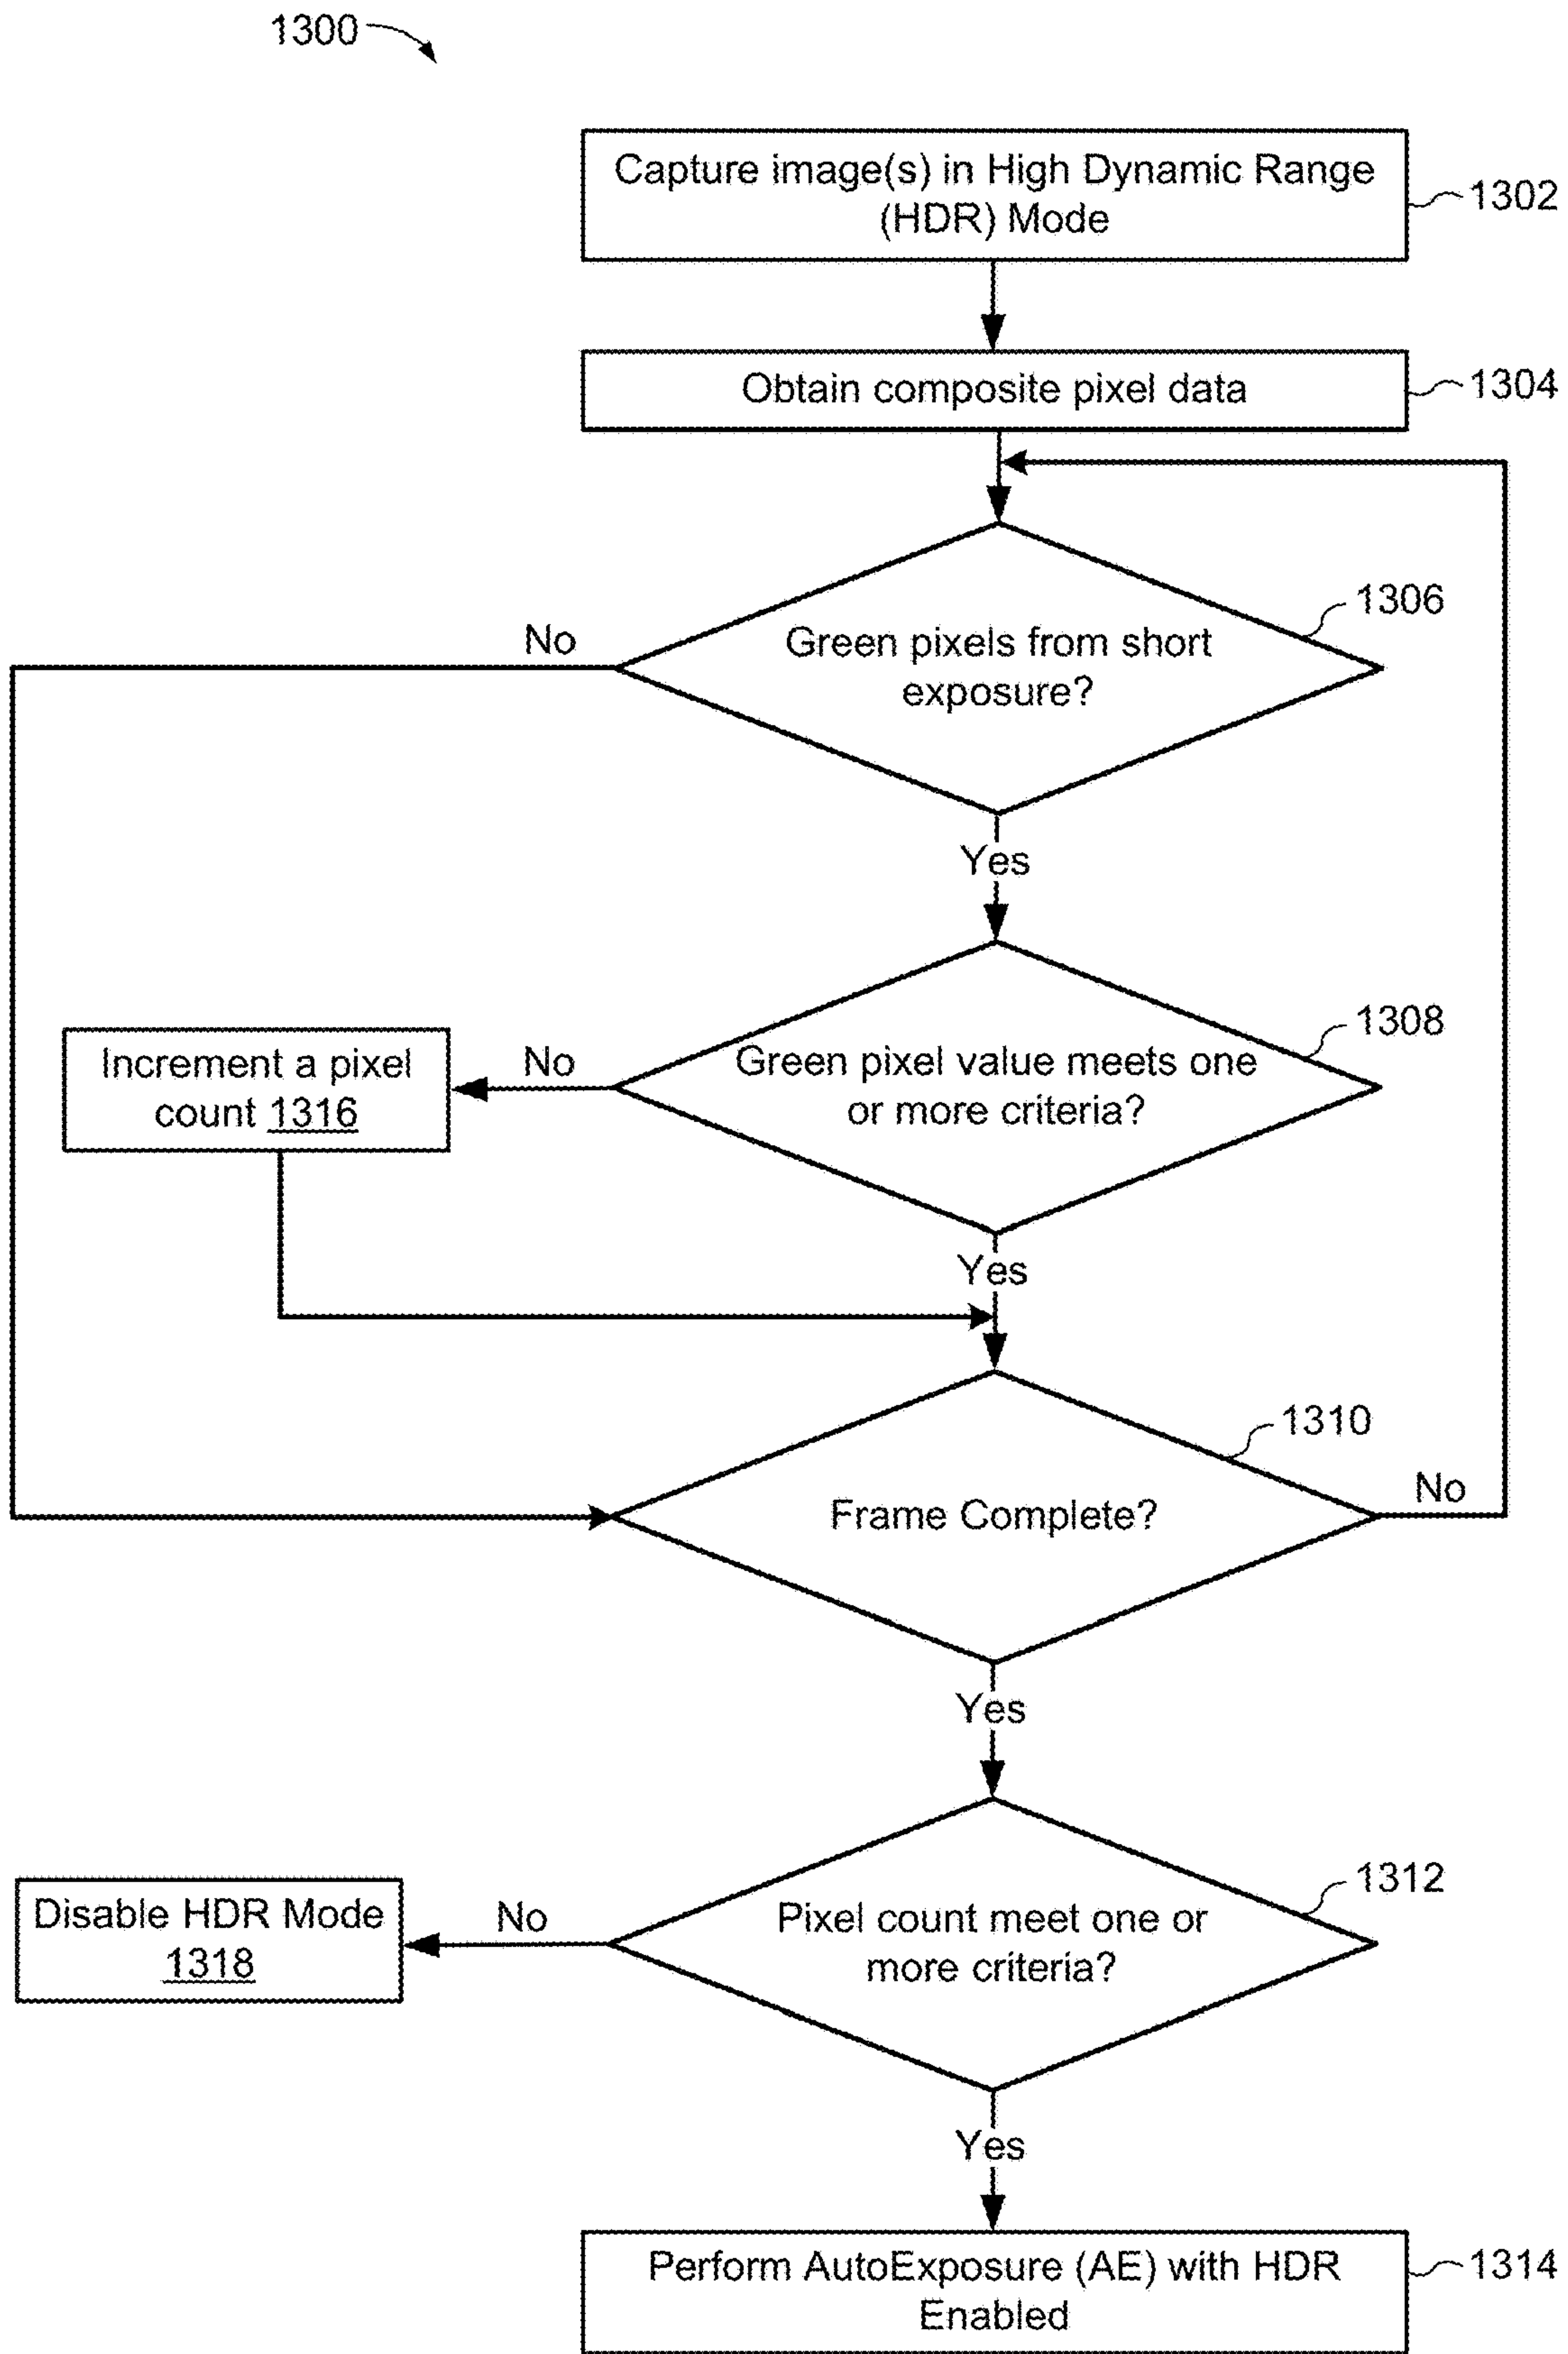 1300
Capture image(s) in High Dynamic Range
(HDR) Mode
1302
Obtain composite pixel data
1304
Green pixels from short
exposure?
1306
No
Yes
Green pixel value meets one
or more criteria?
1308
No
Increment a pixel
count 1316
Yes
Frame Complete?
1310
No
Yes
Pixel count meet one or
more criteria?
1312
No
Disable HDR Mode
1318
Yes
Perform AutoExposure (AE) with HDR
Enabled
1314